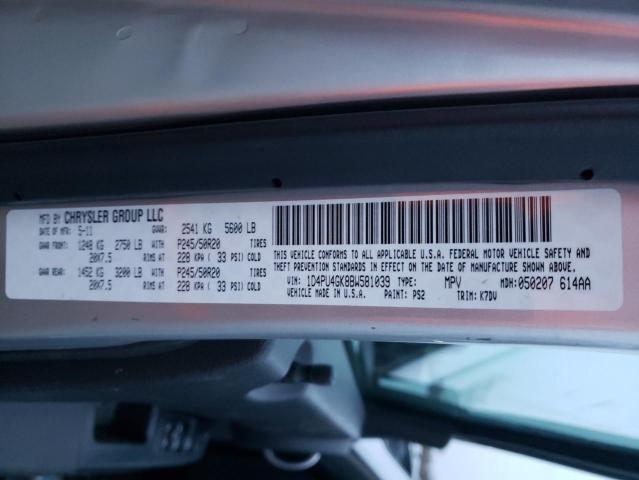 MFD BY CHRYSLER GROUP LLC
DATE OF MFR: 5-11 GVWR: 2541 KG 5600 LB
GAWR FRONT: 1248 KG 2750 LB WITH P245/50R20 TIRES
20X7.5 RIMS AT 228 KPA ( 33 PSI) COLD
GAWR REAR: 1452 KG 3200 LB WITH P245/50R20 TIRES
20X7.5 RIMS AT 228 KPA ( 33 PSI) COLD
THIS VEHICLE CONFORMS TO ALL APPLICABLE U.S.A. FEDERAL MOTOR VEHICLE SAFETY AND
THEFT PREVENTION STANDARDS IN EFFECT ON THE DATE OF MANUFACTURE SHOWN ABOVE.
VIN: 1D4PU4GK8BW581039 TYPE: MPV MDH: 050207 614AA
VEHICLE MADE IN U.S.A. PAINT: PS2 TRIM: K7DV